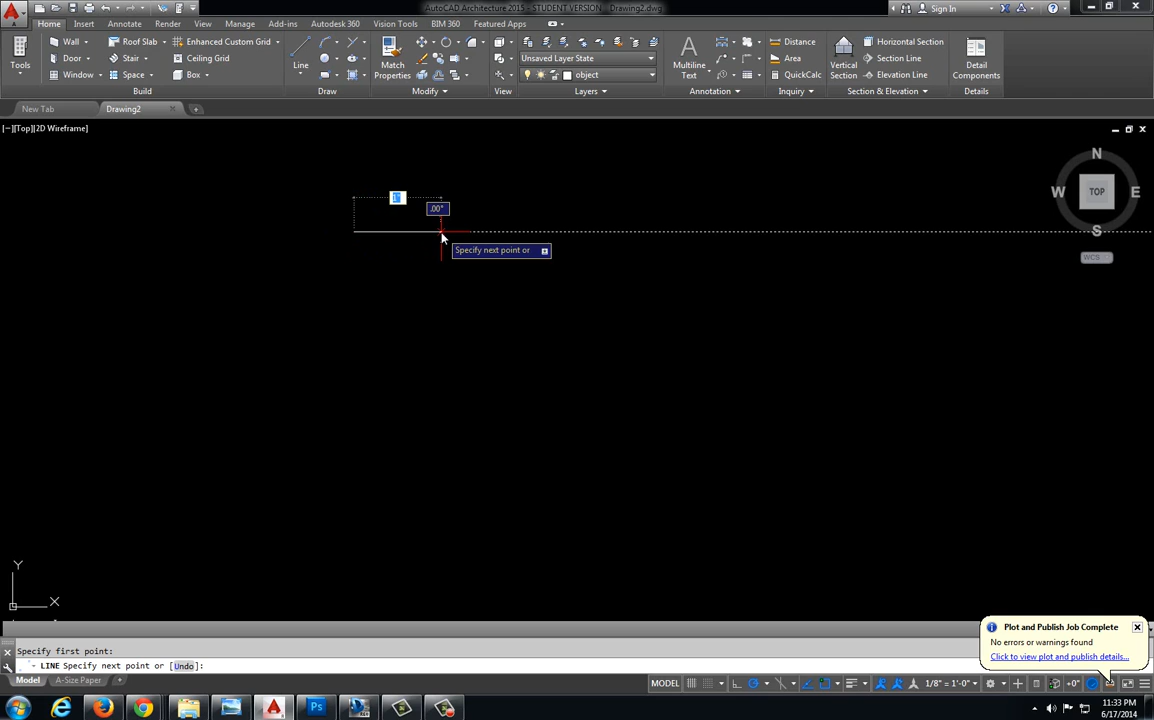 AutoCAD Architecture 2015 - STUDENT VERSION - Drawing2.dwg
Sign In
Home Insert Annotate Render View Manage Add-ins Autodesk 360 Vision Tools BIM 360 Featured Apps
Tools
Wall Roof Slab Enhanced Custom Grid
Door Stair Ceiling Grid
Window Space Box
Build
Line
Draw
Match
Properties
Modify
View
Unsaved Layer State
object
Layers
Multiline
Text
Annotation
Distance
Area
QuickCalc
Inquiry
Vertical
Section
Horizontal Section
Section Line
Elevation Line
Section & Elevation
Detail
Components
Details
New Tab Drawing2
[−][Top][2D Wireframe]
N
W TOP E
S
WCS
1"
.00°
Specify next point or
Y
X
Plot and Publish Job Complete
No errors or warnings found
Click to view plot and publish details...
Specify first point:
LINE Specify next point or [Undo]:
Model A-Size Paper
MODEL 1/8" = 1'-0" +0"
11:33 PM
6/17/2014